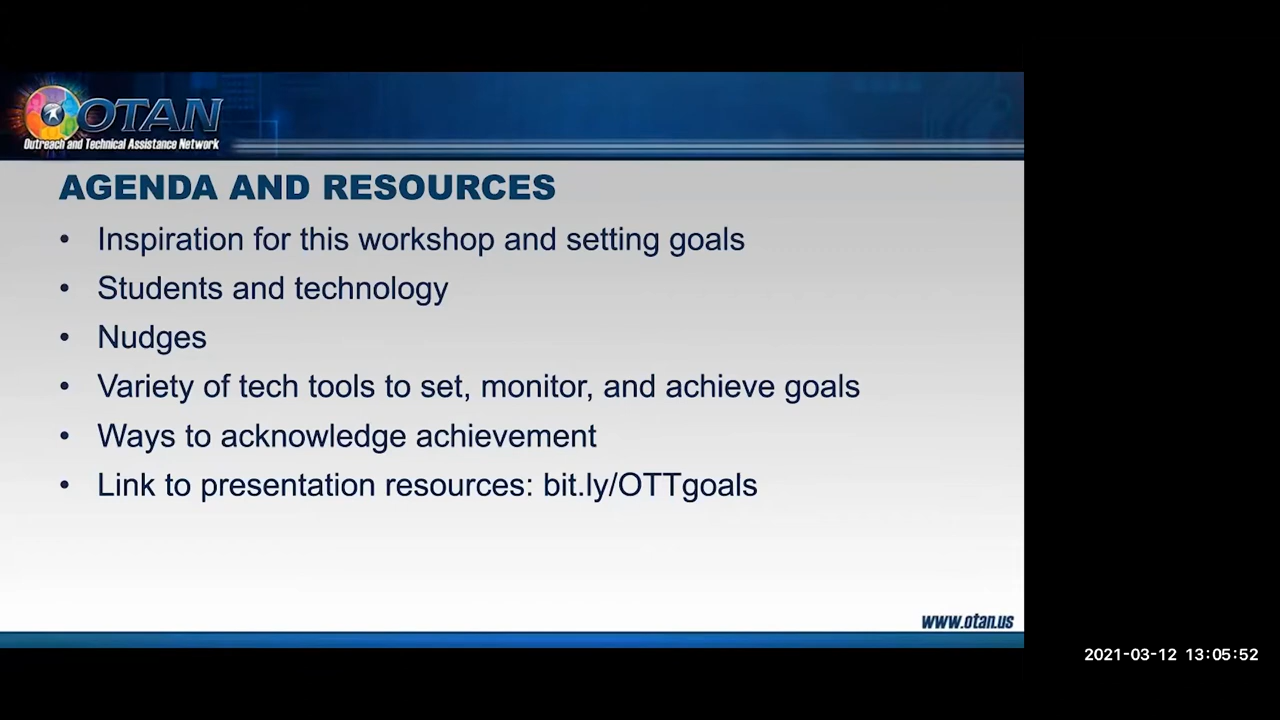 OTAN
Outreach and Technical Assistance Network
AGENDA AND RESOURCES
• Inspiration for this workshop and setting goals
• Students and technology
• Nudges
• Variety of tech tools to set, monitor, and achieve goals
• Ways to acknowledge achievement
• Link to presentation resources: bit.ly/OTTgoals
www.otan.us
2021-03-12 13:05:52